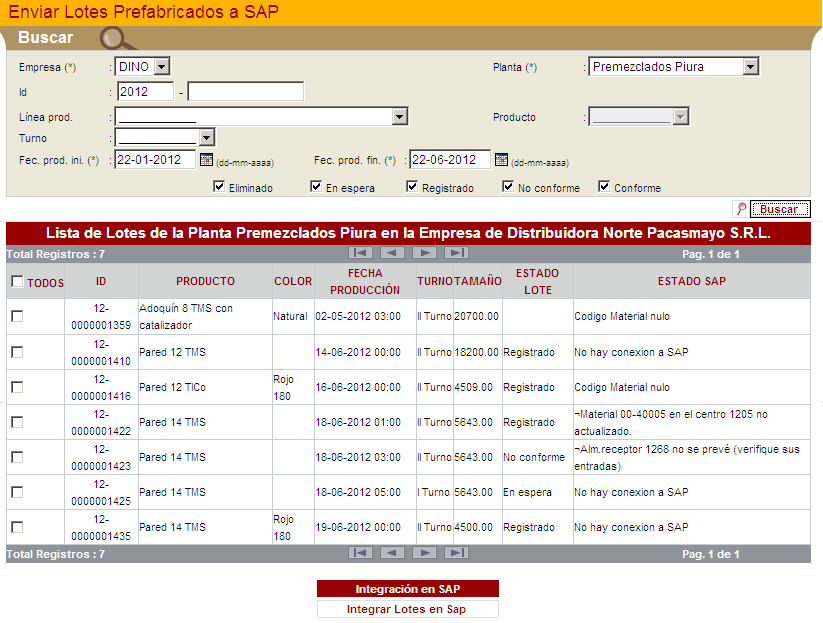 Enviar Lotes Prefabricados a SAP
Buscar
Empresa (*) : DINO Planta (*) : Premezclados Piura
Id : 2012 -
Línea prod. : Producto :
Turno :
Fec. prod. ini. (*) : 22-01-2012 (dd-mm-aaaa) Fec. prod. fin. (*) : 22-06-2012 (dd-mm-aaaa)
Eliminado En espera Registrado No conforme Conforme
Buscar
Lista de Lotes de la Planta Premezclados Piura en la Empresa de Distribuidora Norte Pacasmayo S.R.L.
Total Registros : 7 Pag. 1 de 1
TODOS ID PRODUCTO COLOR FECHA PRODUCCIÓN TURNO TAMAÑO ESTADO LOTE ESTADO SAP
12-0000001359 Adoquín 8 TMS con catalizador Natural 02-05-2012 03:00 II Turno 20700.00 Codigo Material nulo
12-0000001410 Pared 12 TMS 14-06-2012 00:00 II Turno 18200.00 Registrado No hay conexion a SAP
12-0000001416 Pared 12 TICo Rojo 180 16-06-2012 00:00 II Turno 4509.00 Registrado Codigo Material nulo
12-0000001422 Pared 14 TMS 18-06-2012 01:00 II Turno 5643.00 Registrado ¬Material 00-40005 en el centro 1205 no actualizado.
12-0000001423 Pared 14 TMS 18-06-2012 03:00 II Turno 5643.00 No conforme ¬Alm.receptor 1268 no se prevé (verifique sus entradas)
12-0000001425 Pared 14 TMS 18-06-2012 05:00 I Turno 5643.00 En espera No hay conexion a SAP
12-0000001435 Pared 14 TMS Rojo 180 19-06-2012 00:00 II Turno 4500.00 Registrado No hay conexion a SAP
Total Registros : 7 Pag. 1 de 1
Integración en SAP
Integrar Lotes en Sap